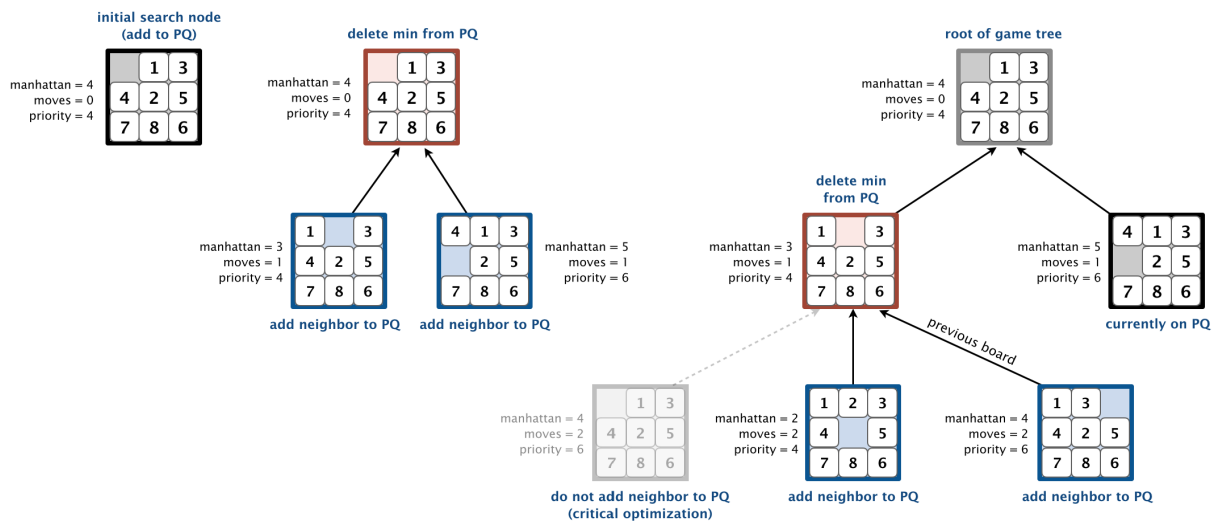 initial search node
(add to PQ)
manhattan = 4
moves = 0
priority = 4
1 3
4 2 5
7 8 6
delete min from PQ
manhattan = 4
moves = 0
priority = 4
1 3
4 2 5
7 8 6
manhattan = 3
moves = 1
priority = 4
1 3
4 2 5
7 8 6
add neighbor to PQ
4 1 3
2 5
7 8 6
manhattan = 5
moves = 1
priority = 6
add neighbor to PQ
root of game tree
manhattan = 4
moves = 0
priority = 4
1 3
4 2 5
7 8 6
delete min
from PQ
manhattan = 3
moves = 1
priority = 4
1 3
4 2 5
7 8 6
manhattan = 5
moves = 1
priority = 6
4 1 3
2 5
7 8 6
currently on PQ
previous board
manhattan = 4
moves = 2
priority = 6
1 3
4 2 5
7 8 6
do not add neighbor to PQ
(critical optimization)
manhattan = 2
moves = 2
priority = 4
1 2 3
4 5
7 8 6
add neighbor to PQ
manhattan = 4
moves = 2
priority = 6
1 3
4 2 5
7 8 6
add neighbor to PQ